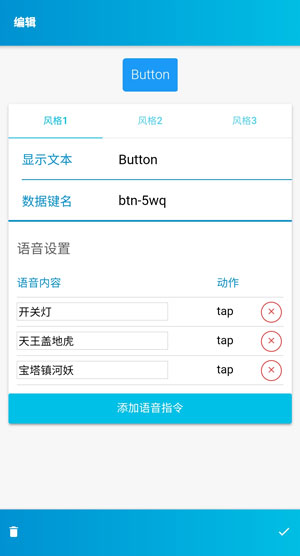 编辑
Button
风格1 风格2 风格3
显示文本 Button
数据键名 btn-5wq
语音设置
语音内容 动作
开关灯 tap
天王盖地虎 tap
宝塔镇河妖 tap
添加语音指令